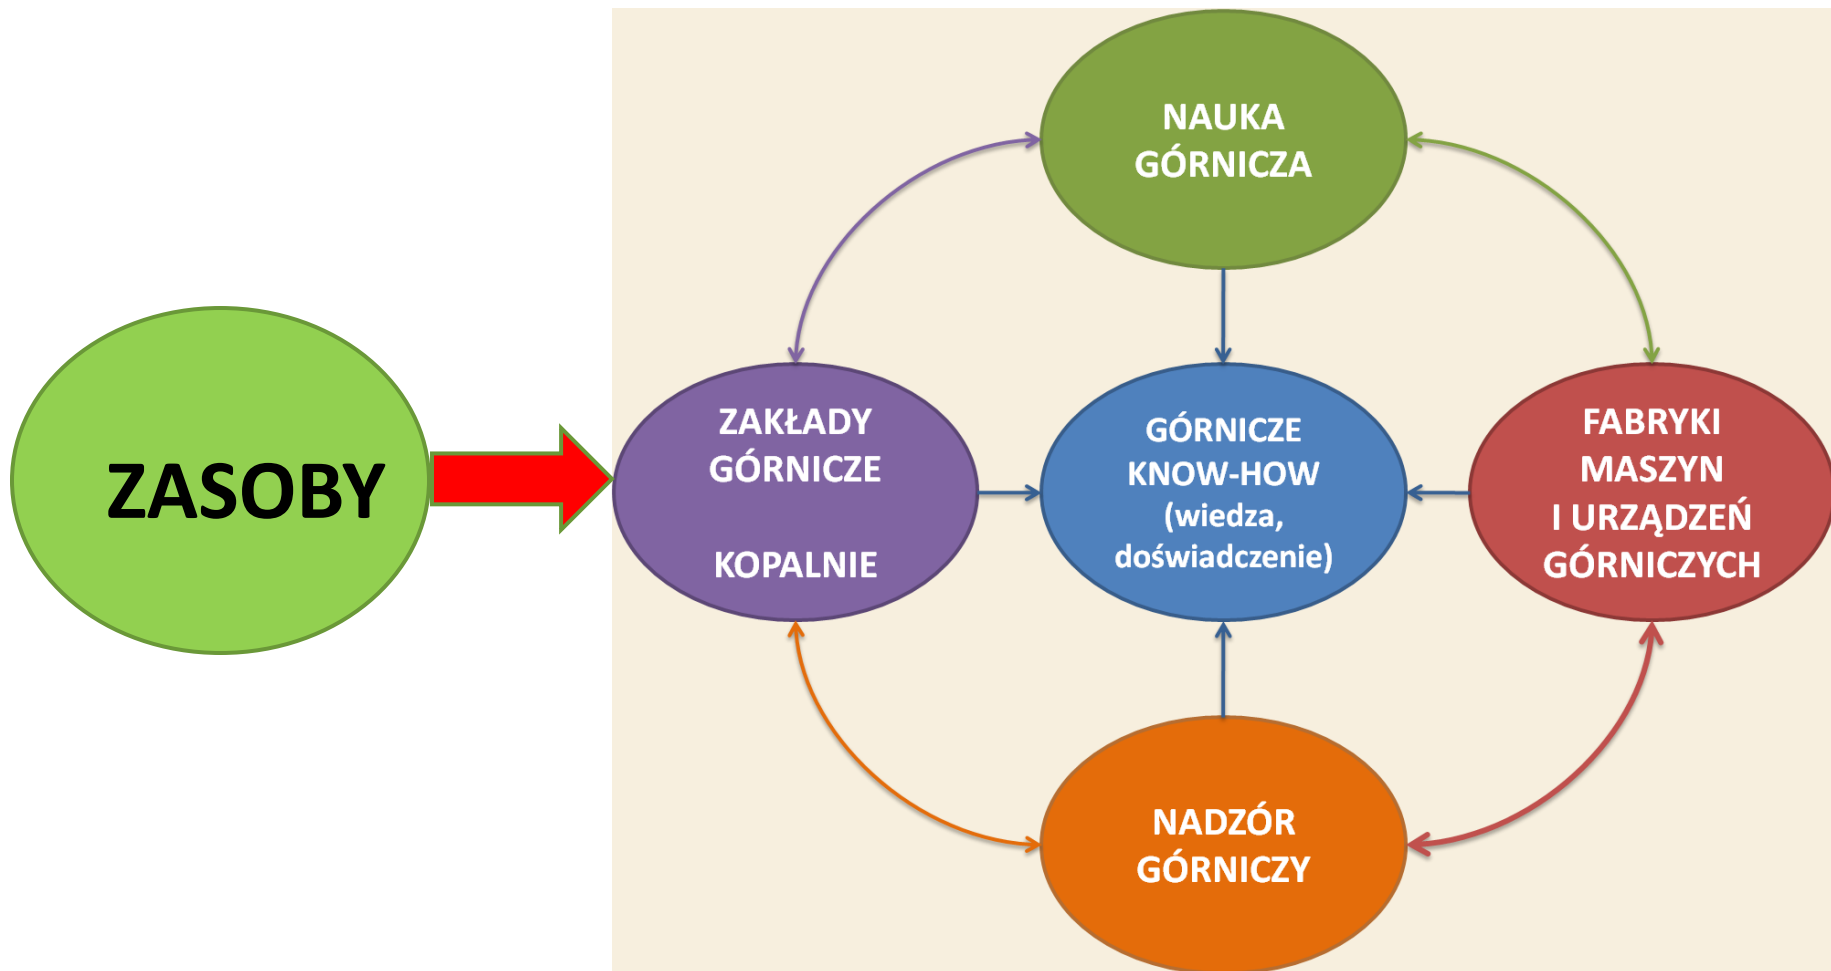 ZASOBY
NAUKA
GÓRNICZA
ZAKŁADY
GÓRNICZE
KOPALNIE
GÓRNICZE
KNOW-HOW
(wiedza,
doświadczenie)
FABRYKI
MASZYN
I URZĄDZEŃ
GÓRNICZYCH
NADZÓR
GÓRNICZY